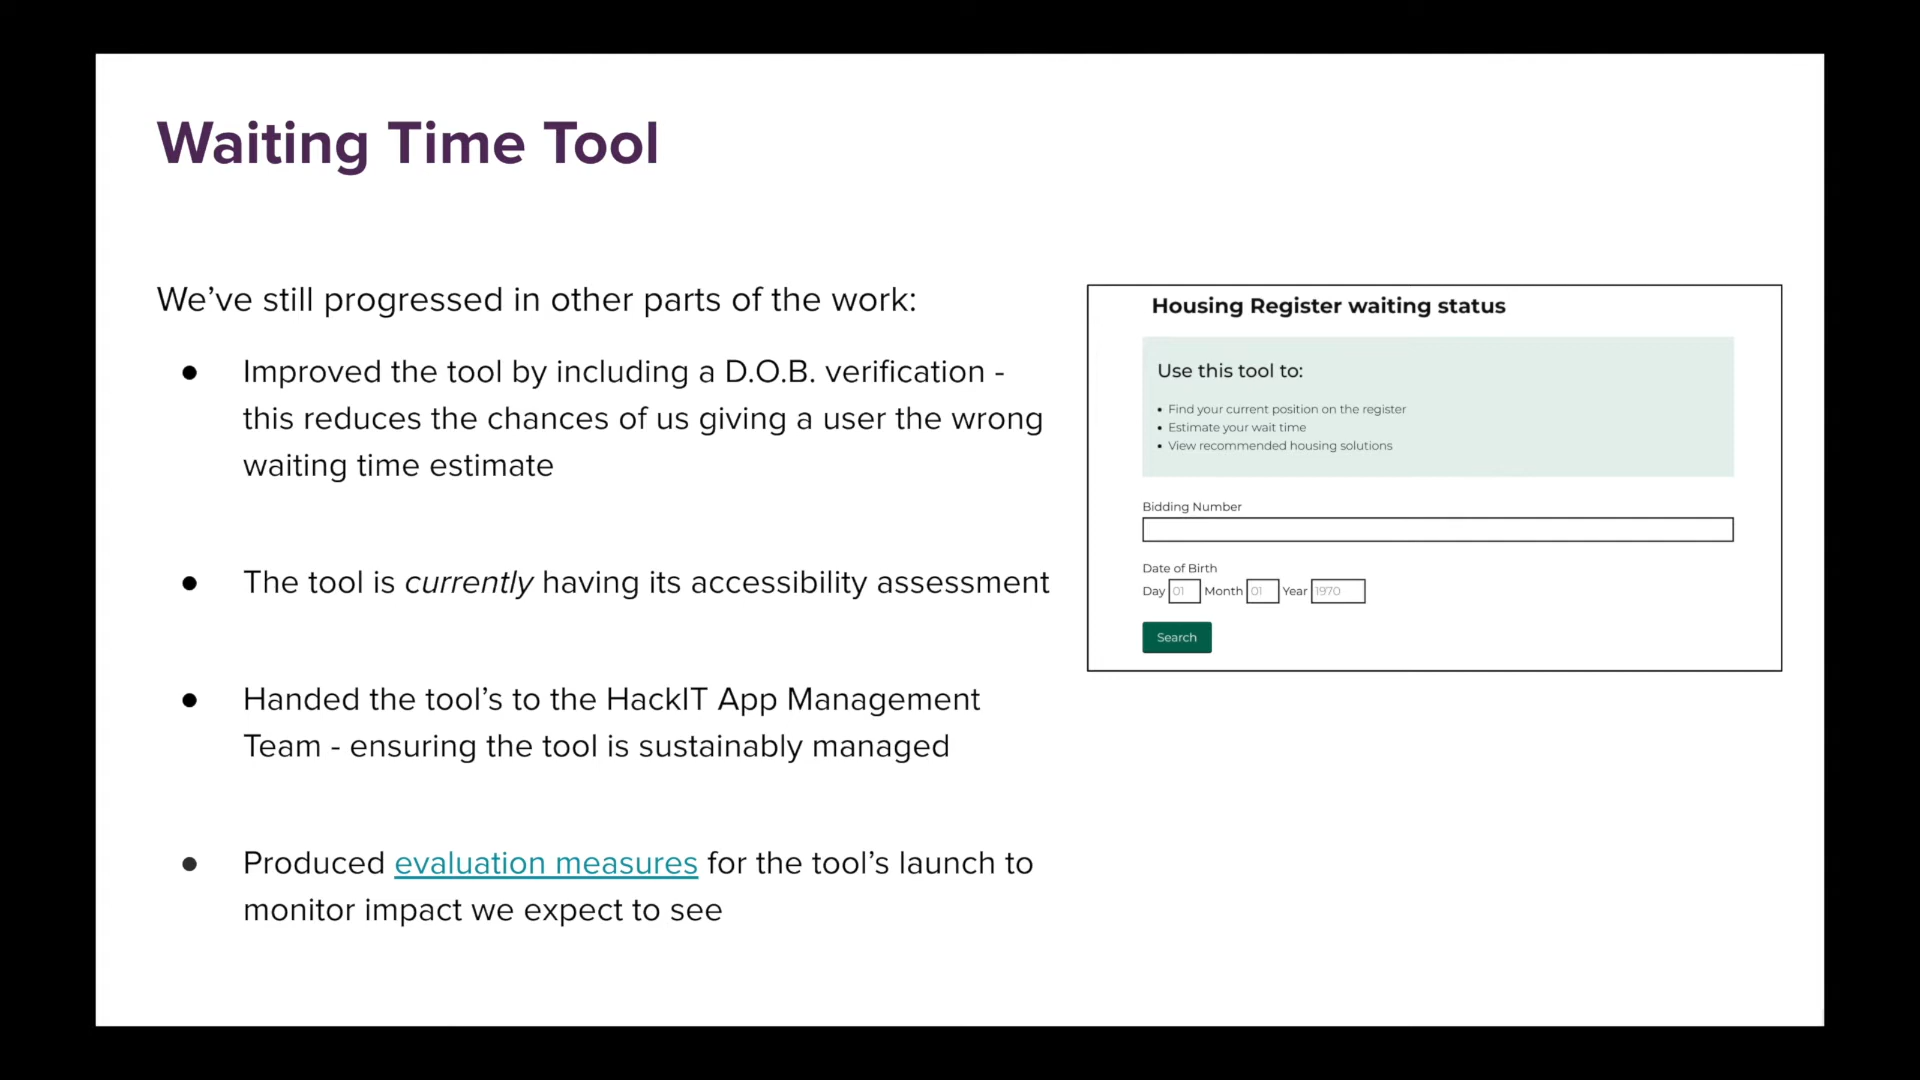 Waiting Time Tool
We’ve still progressed in other parts of the work:
● Improved the tool by including a D.O.B. verification -
this reduces the chances of us giving a user the wrong
waiting time estimate
● The tool is currently having its accessibility assessment
● Handed the tool’s to the HackIT App Management
Team - ensuring the tool is sustainably managed
● Produced evaluation measures for the tool’s launch to
monitor impact we expect to see
Housing Register waiting status
Use this tool to:
• Find your current position on the register
• Estimate your wait time
• View recommended housing solutions
Bidding Number
Date of Birth
Day 01 Month 01 Year 1970
Search